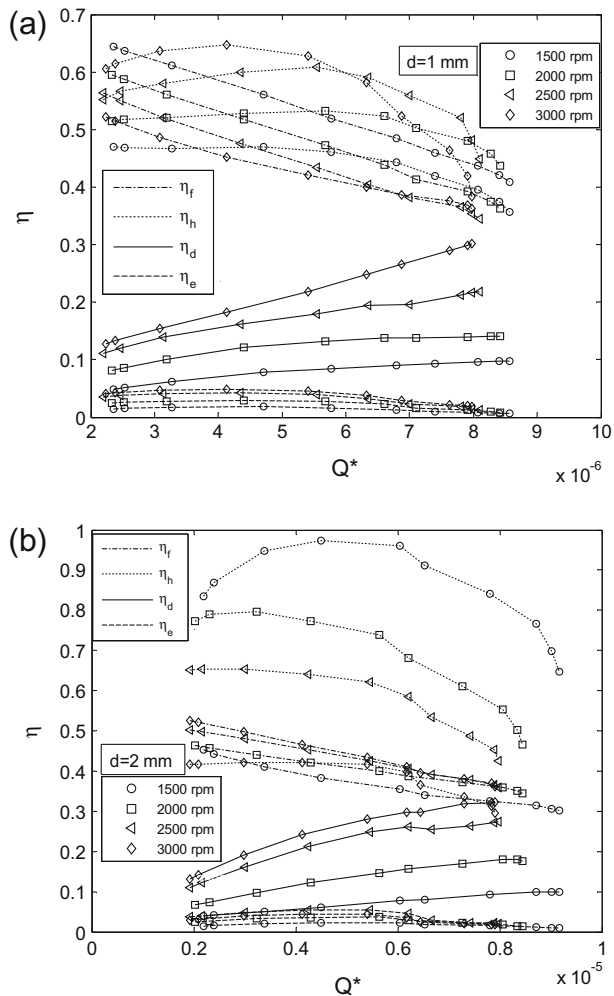 (a)
0.7
0.6
0.5
0.4
0.3
0.2
0.1
0
η
d=1 mm
1500 rpm
2000 rpm
2500 rpm
3000 rpm
η_f
η_h
η_d
η_e
2 3 4 5 6 7 8 9 10
Q*
x 10⁻⁶
(b)
1
0.9
0.8
0.7
0.6
0.5
0.4
0.3
0.2
0.1
0
η
η_f
η_h
η_d
η_e
d=2 mm
1500 rpm
2000 rpm
2500 rpm
3000 rpm
0 0.2 0.4 0.6 0.8 1
Q*
x 10⁻⁵